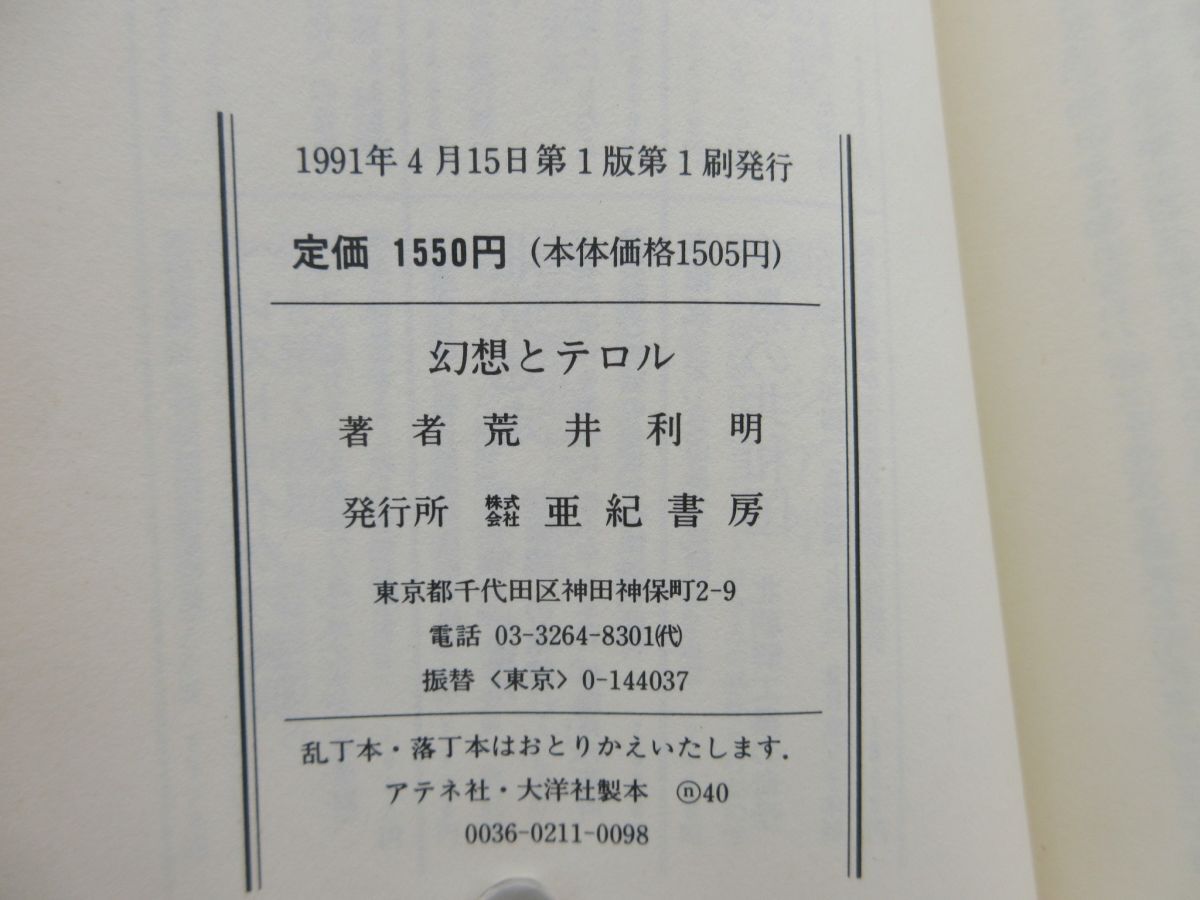 1991年4月15日第1版第1刷発行
定価 1550円 (本体価格1505円)
幻想とテロル
著者 荒井利明
発行所 株式会社 亜紀書房
東京都千代田区神田神保町2-9
電話 03-3264-8301㈹
振替〈東京〉0-144037
乱丁本・落丁本はおとりかえいたします.
アテネ社・大洋社製本 ⓝ40
0036-0211-0098